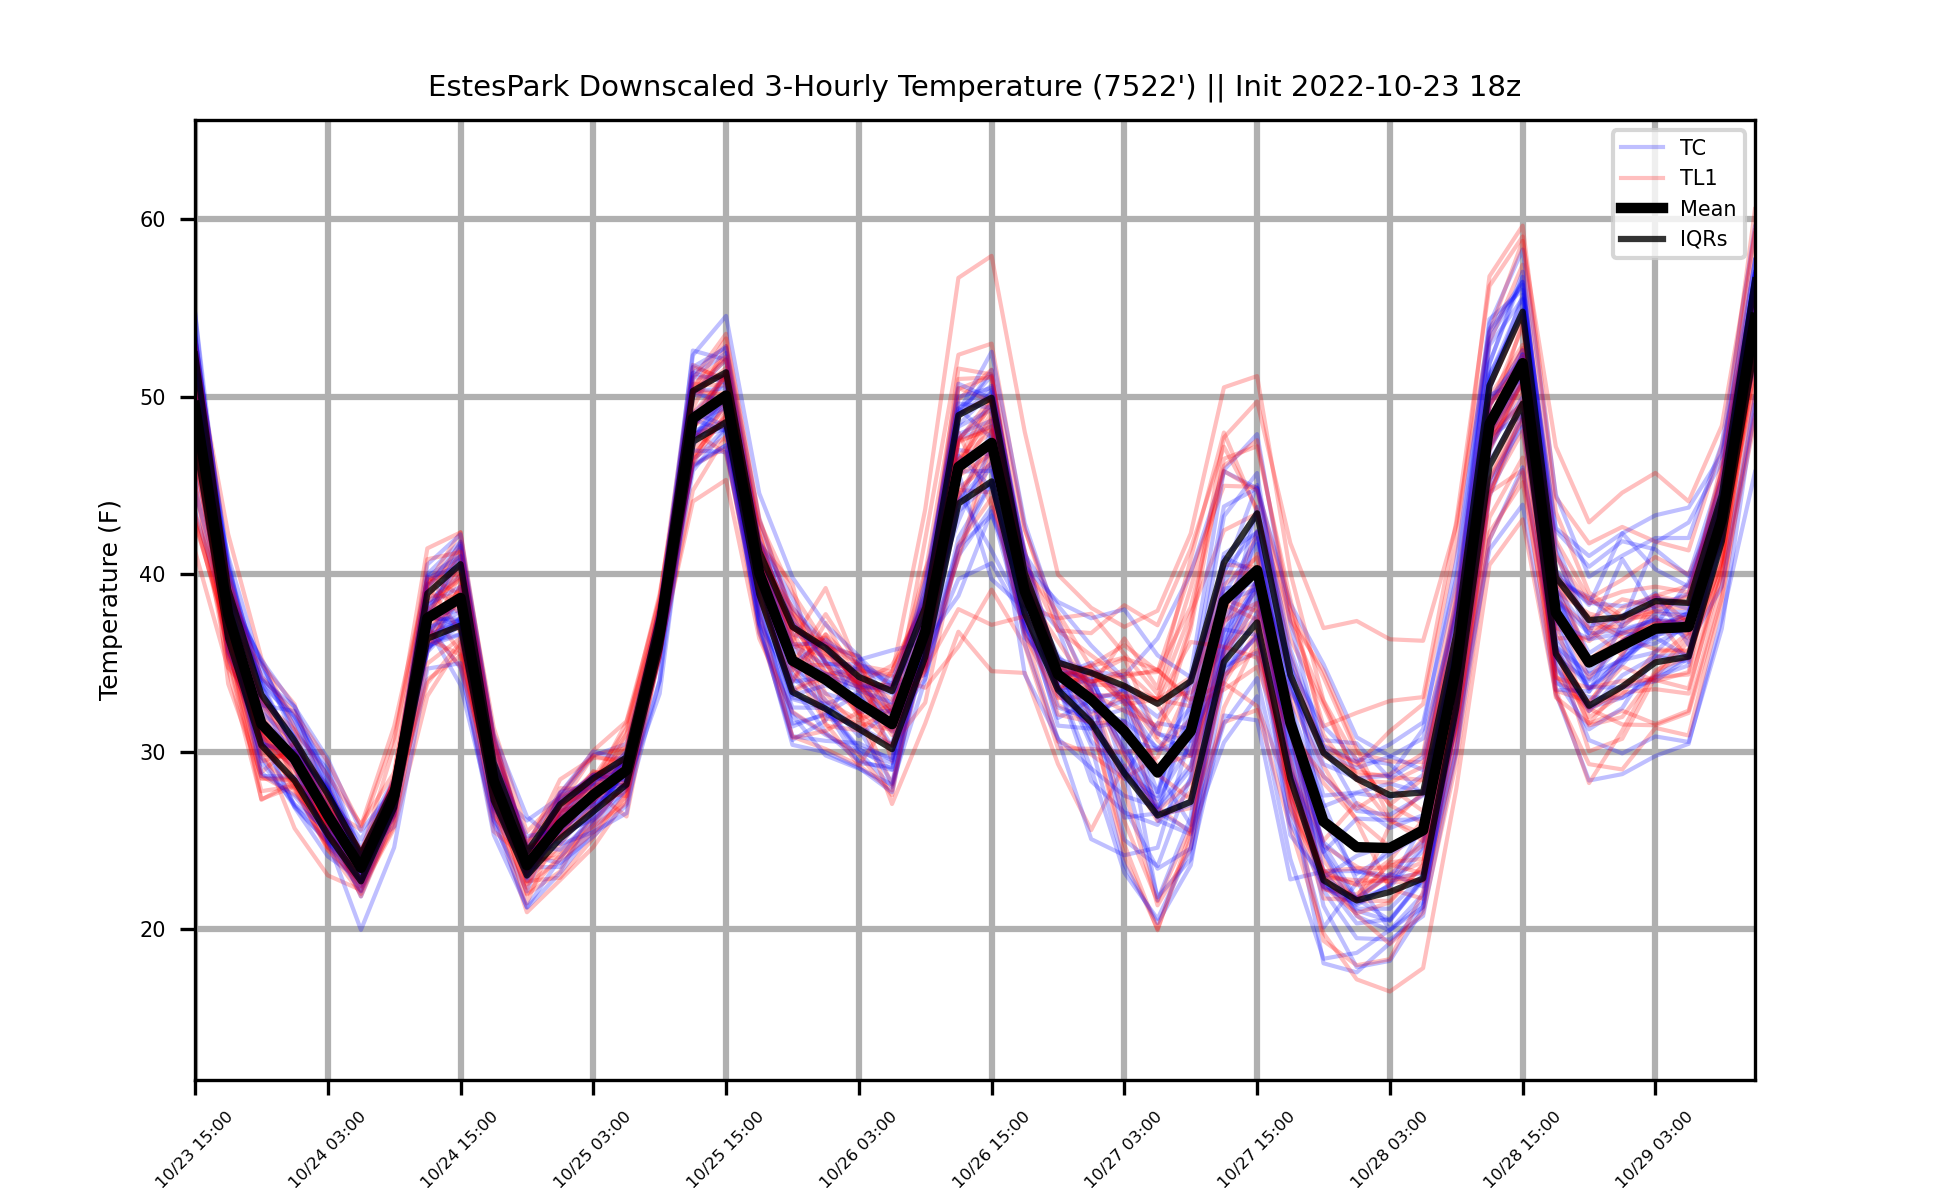 EstesPark Downscaled 3-Hourly Temperature (7522') || Init 2022-10-23 18z
TC
TL1
Mean
IQRs
Temperature (F)
60
50
40
30
20
10/23 15:00
10/24 03:00
10/24 15:00
10/25 03:00
10/25 15:00
10/26 03:00
10/26 15:00
10/27 03:00
10/27 15:00
10/28 03:00
10/28 15:00
10/29 03:00